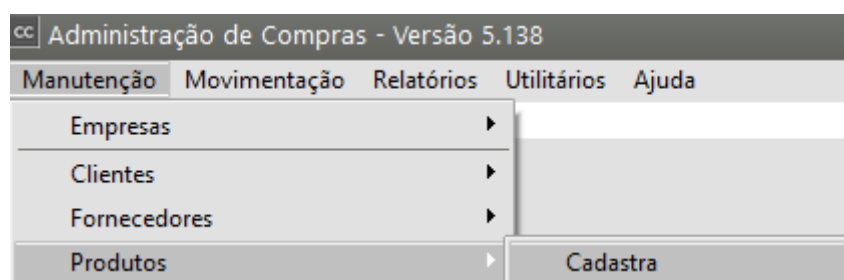 cc Administração de Compras - Versão 5.138
Manutenção Movimentação Relatórios Utilitários Ajuda
Empresas
Clientes
Fornecedores
Produtos Cadastra